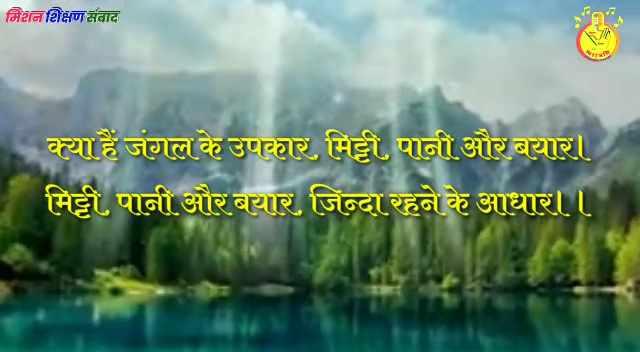 मिशन शिक्षण संवाद
क्या हैं जंगल के उपकार, मिट्टी, पानी और बयार।
मिट्टी, पानी और बयार, जिन्दा रहने के आधार।।